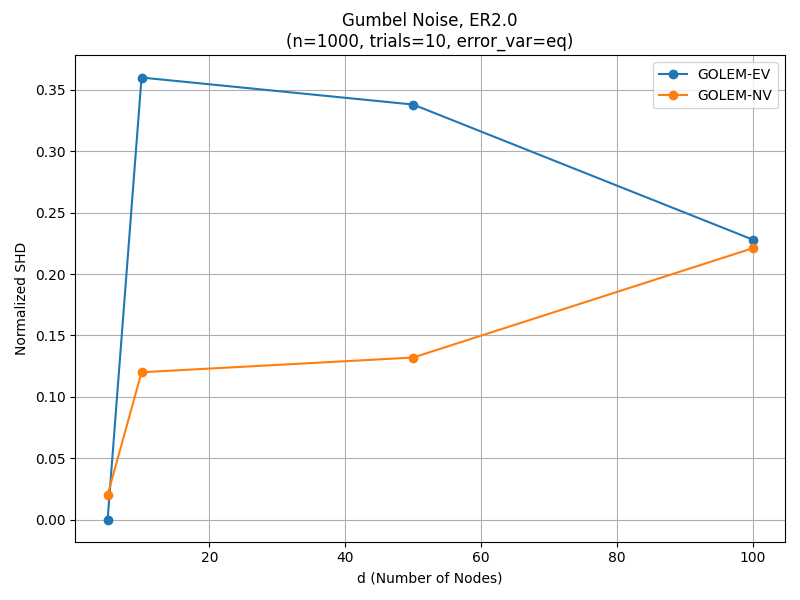 Gumbel Noise, ER2.0
(n=1000, trials=10, error_var=eq)
GOLEM-EV
GOLEM-NV
Normalized SHD
0.35
0.30
0.25
0.20
0.15
0.10
0.05
0.00
20
40
60
80
100
d (Number of Nodes)